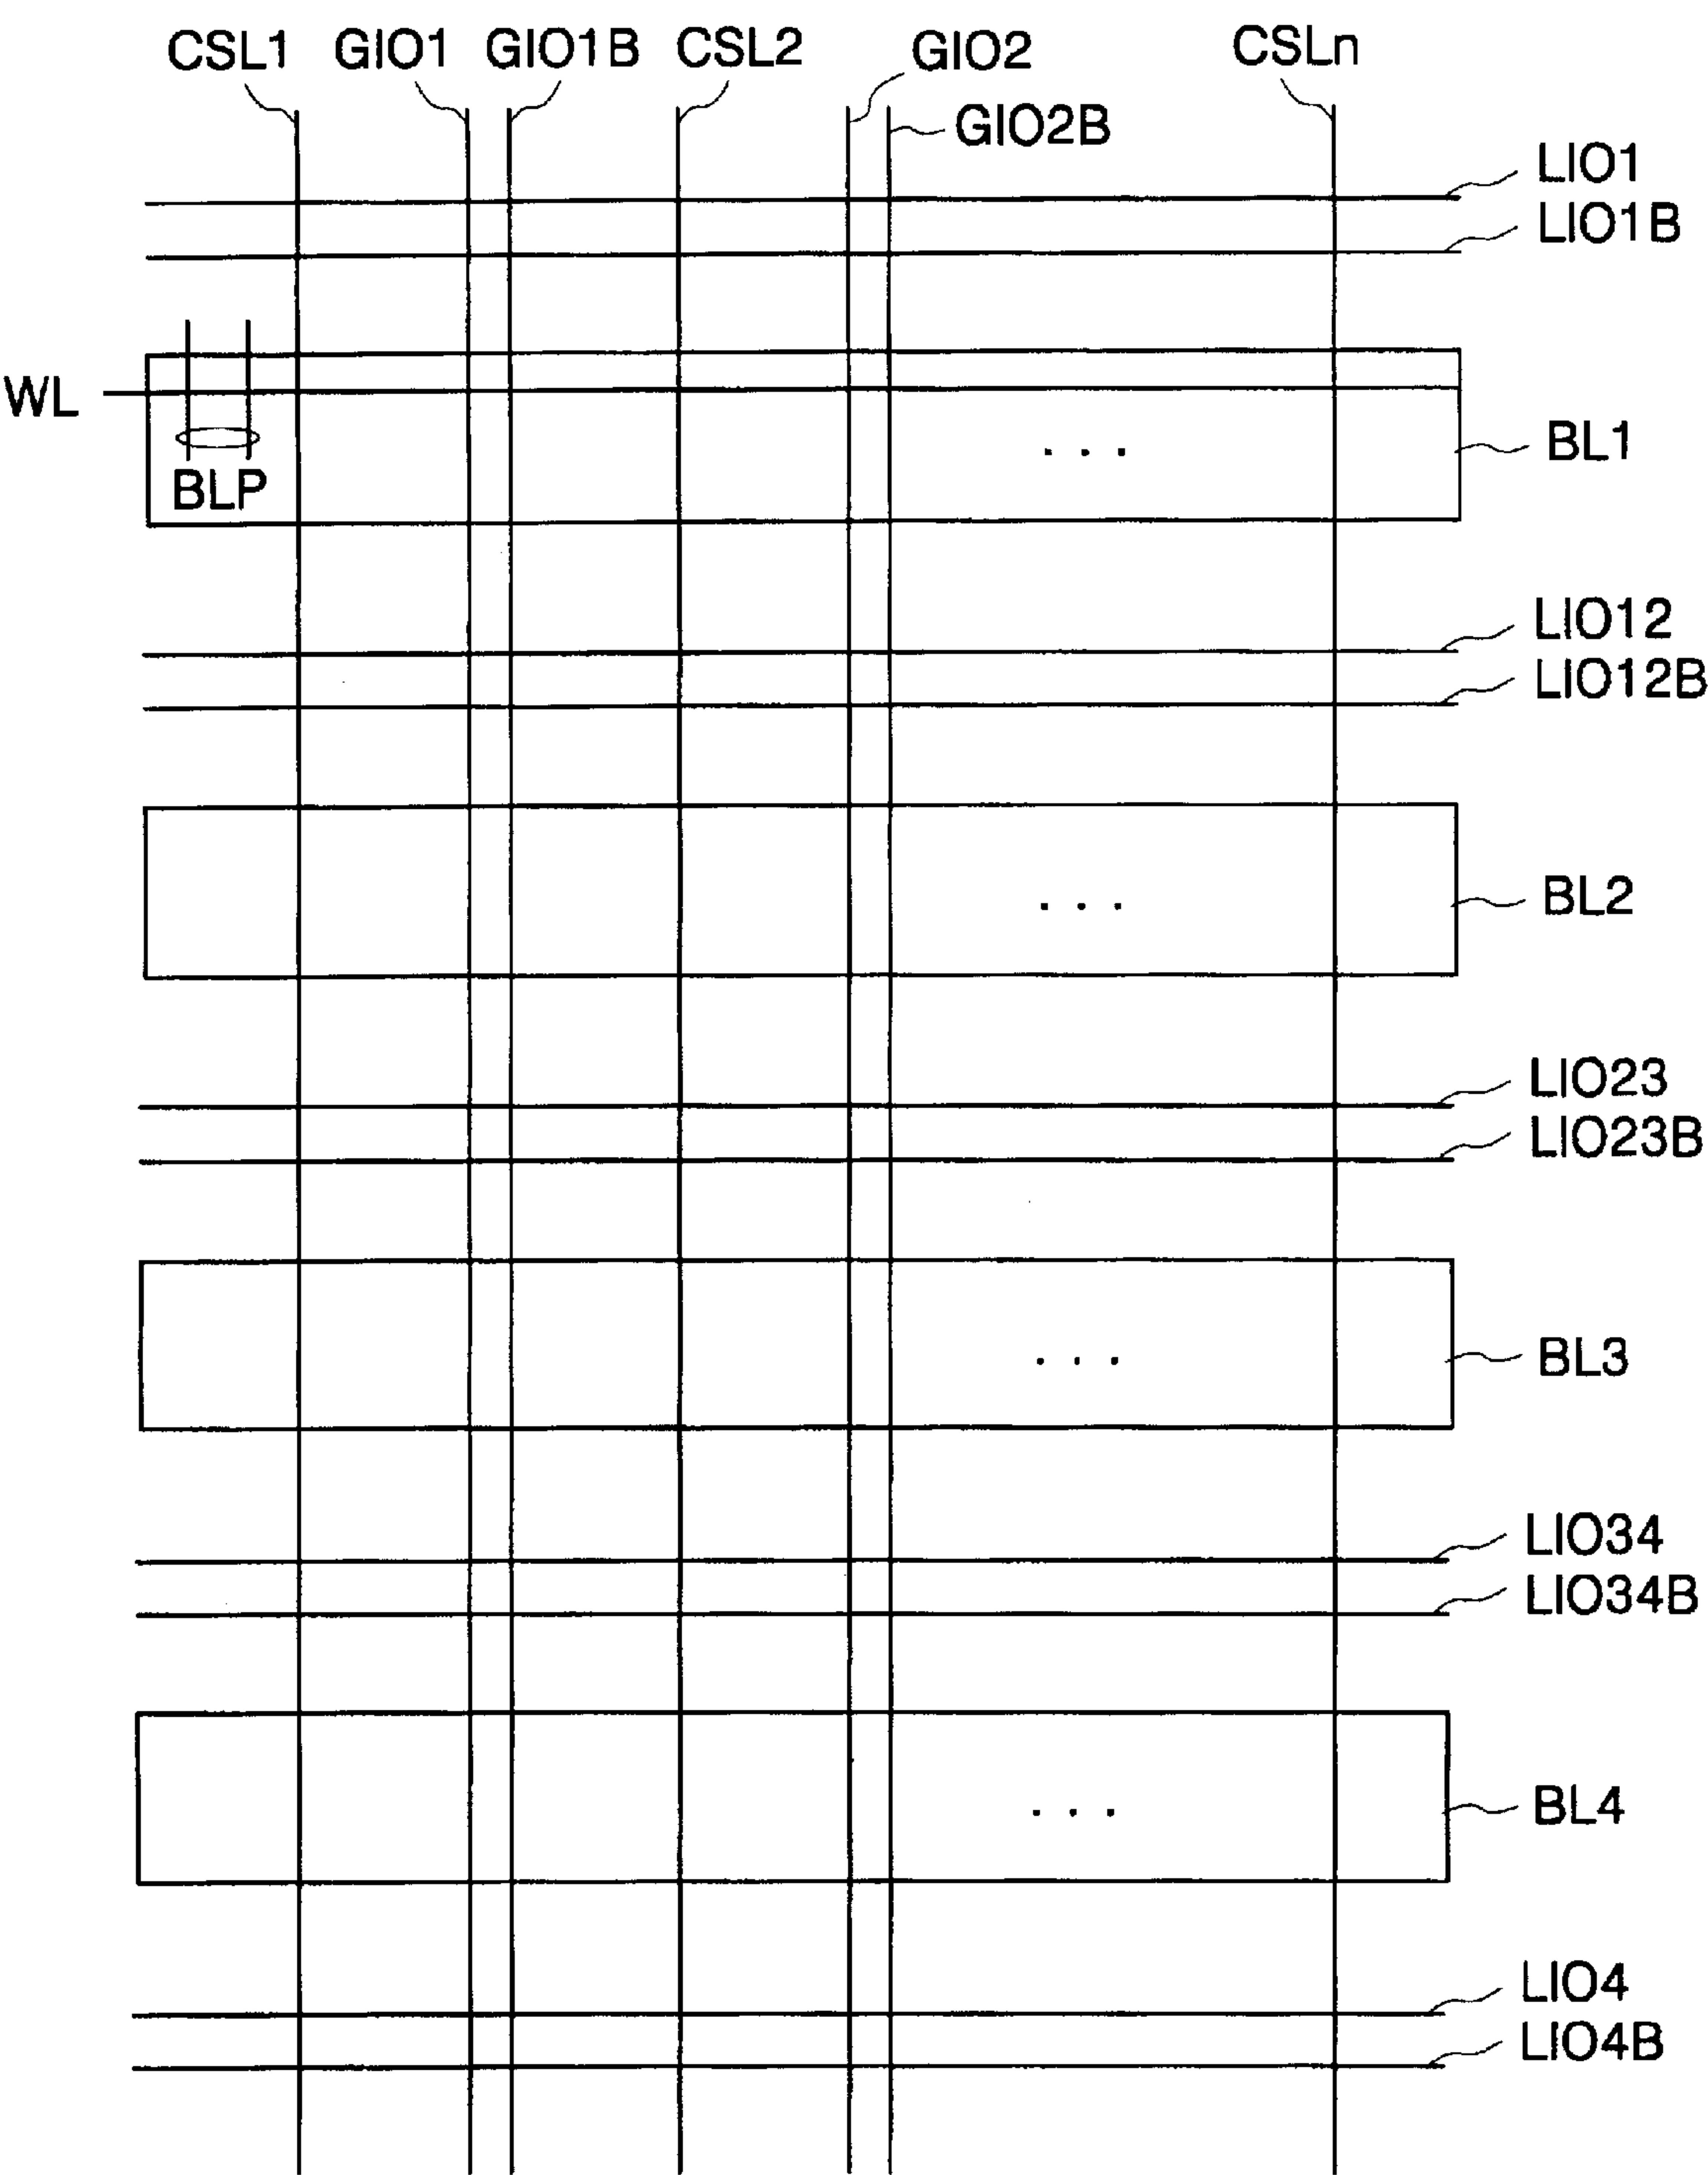 CSL1 GIO1 GIO1B CSL2 GIO2 CSLn
GIO2B
LIO1
LIO1B
WL
BLP
BL1
LIO12
LIO12B
BL2
LIO23
LIO23B
BL3
LIO34
LIO34B
BL4
LIO4
LIO4B